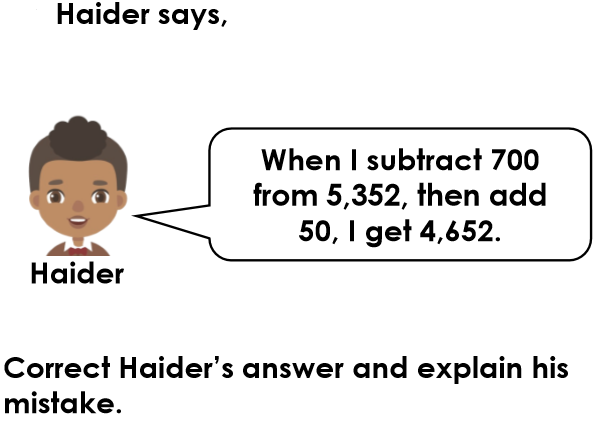 Haider says,
When I subtract 700
from 5,352, then add
50, I get 4,652.
Haider
Correct Haider’s answer and explain his
mistake.